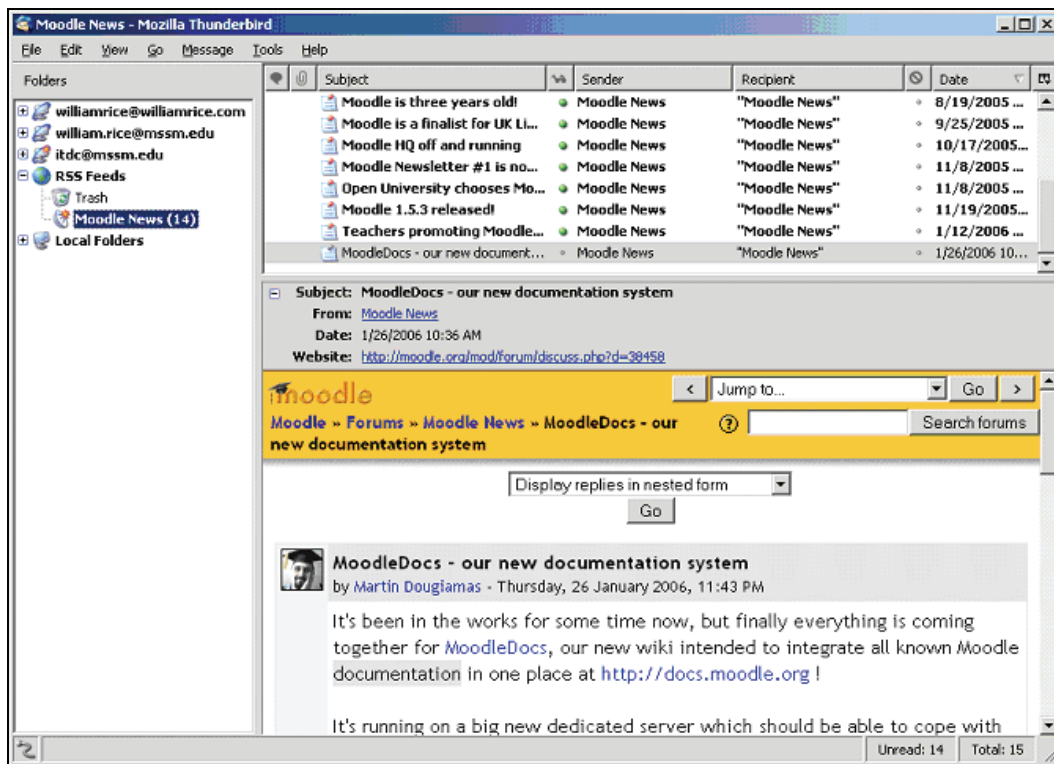 Moodle News - Mozilla Thunderbird
File Edit View Go Message Tools Help
Folders
williamrice@williamrice.com
william.rice@mssm.edu
itdc@mssm.edu
RSS Feeds
Trash
Moodle News (14)
Local Folders
Subject Sender Recipient Date
Moodle is three years old! Moodle News "Moodle News" 8/19/2005 ...
Moodle is a finalist for UK Li... Moodle News "Moodle News" 9/25/2005 ...
Moodle HQ off and running Moodle News "Moodle News" 10/17/2005 ...
Moodle Newsletter #1 is no... Moodle News "Moodle News" 11/8/2005 ...
Open University chooses Mo... Moodle News "Moodle News" 11/8/2005 ...
Moodle 1.5.3 released! Moodle News "Moodle News" 11/19/2005...
Teachers promoting Moodle... Moodle News "Moodle News" 1/12/2006 ...
MoodleDocs - our new document... Moodle News "Moodle News" 1/26/2006 10...
Subject: MoodleDocs - our new documentation system
From: Moodle News
Date: 1/26/2006 10:36 AM
Website: http://moodle.org/mod/forum/discuss.php?d=38458
moodle < Jump to... Go >
Moodle » Forums » Moodle News » MoodleDocs - our ? Search forums
new documentation system
Display replies in nested form
Go
MoodleDocs - our new documentation system
by Martin Dougiamas - Thursday, 26 January 2006, 11:43 PM
It's been in the works for some time now, but finally everything is coming
together for MoodleDocs, our new wiki intended to integrate all known Moodle
documentation in one place at http://docs.moodle.org !
It's running on a big new dedicated server which should be able to cope with
Unread: 14 Total: 15